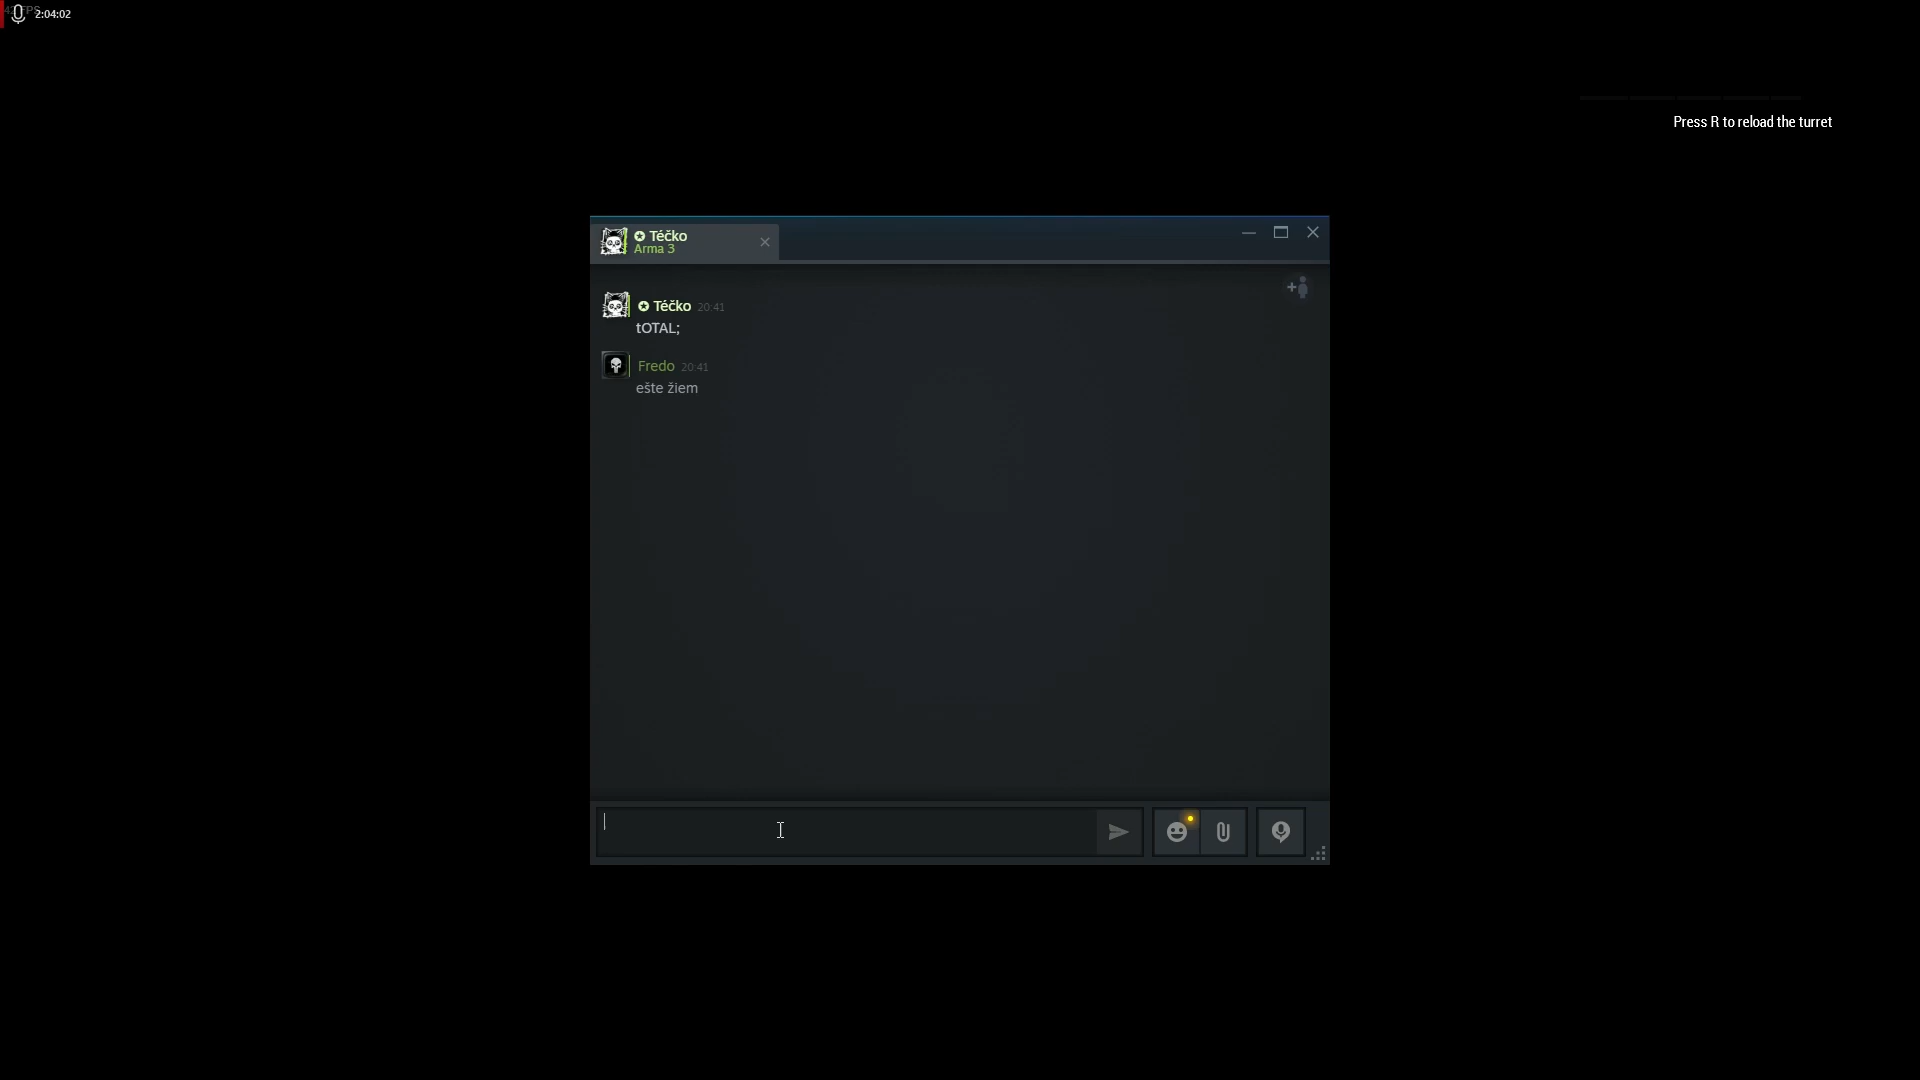 2:04:02
Press R to reload the turret
Téčko
Arma 3
Téčko 20:41
tOTAL;
Fredo 20:41
ešte žiem